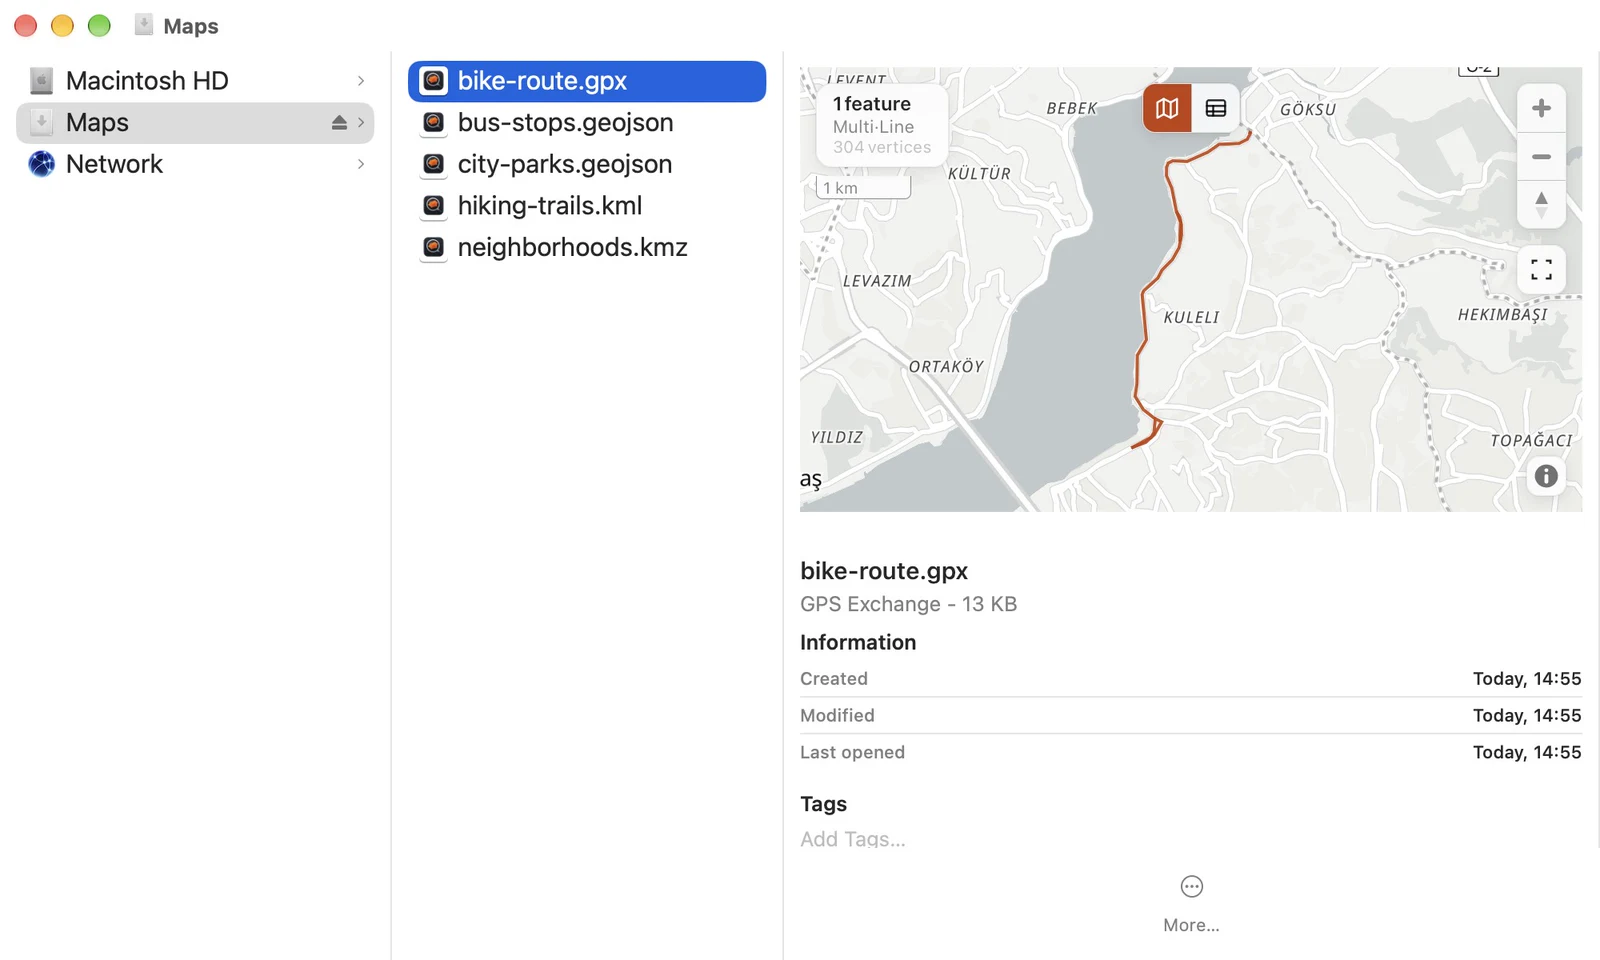 Maps
Macintosh HD
Maps
Network
bike-route.gpx
bus-stops.geojson
city-parks.geojson
hiking-trails.kml
neighborhoods.kmz
1 feature
Multi·Line
304 vertices
1 km
LEVENT
BEBEK
GÖKSU
KÜLTÜR
LEVAZIM
KULELI
HEKIMBAŞI
ORTAKÖY
YILDIZ
TOPAĞACI
aş
bike-route.gpx
GPS Exchange - 13 KB
Information
Created Today, 14:55
Modified Today, 14:55
Last opened Today, 14:55
Tags
Add Tags...
More...